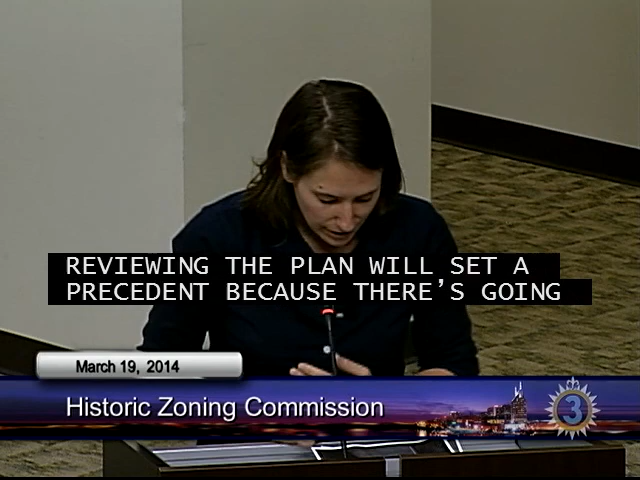 REVIEWING THE PLAN WILL SET A
PRECEDENT BECAUSE THERE'S GOING
March 19, 2014
Historic Zoning Commission
3